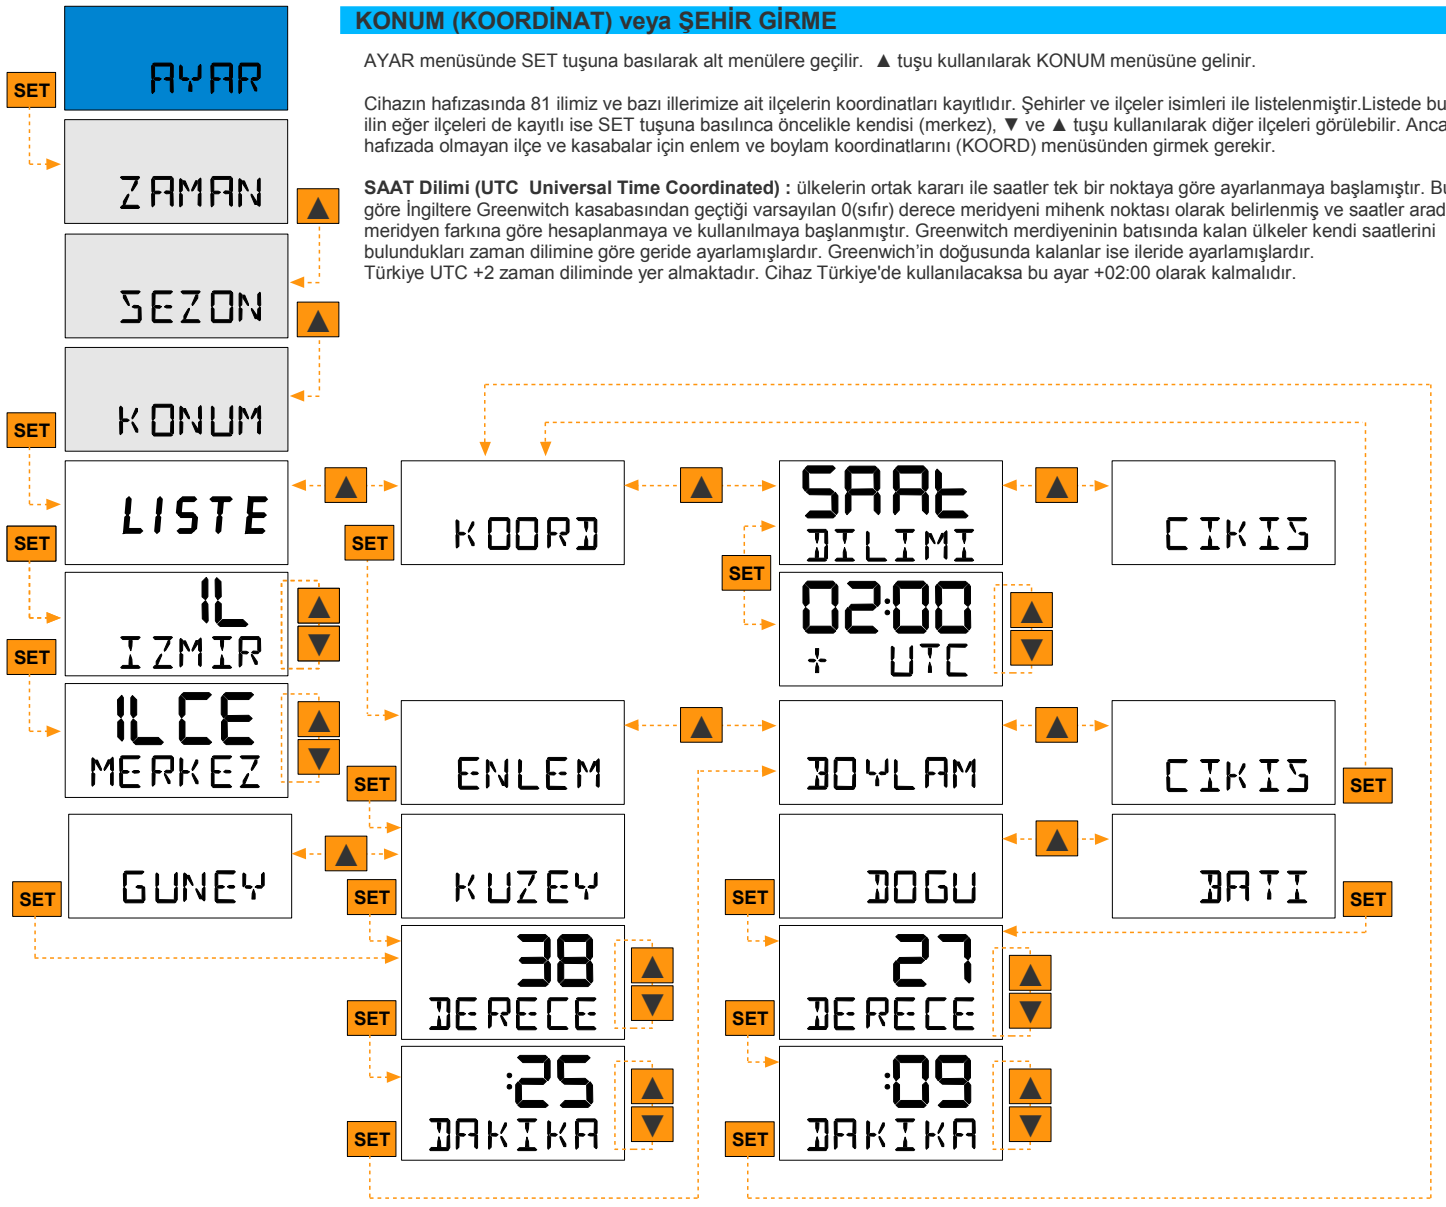 KONUM (KOORDİNAT) veya ŞEHİR GİRME
AYAR menüsünde SET tuşuna basılarak alt menülere geçilir. ▲ tuşu kullanılarak KONUM menüsüne gelinir.
Cihazın hafızasında 81 ilimiz ve bazı illerimize ait ilçelerin koordinatları kayıtlıdır. Şehirler ve ilçeler isimleri ile listelenmiştir.Listede bu
ilin eğer ilçeleri de kayıtlı ise SET tuşuna basılınca öncelikle kendisi (merkez), ▼ ve ▲ tuşu kullanılarak diğer ilçeleri görülebilir. Anca
hafızada olmayan ilçe ve kasabalar için enlem ve boylam koordinatlarını (KOORD) menüsünden girmek gerekir.
SAAT Dilimi (UTC Universal Time Coordinated) : ülkelerin ortak kararı ile saatler tek bir noktaya göre ayarlanmaya başlamıştır. Bu
göre İngiltere Greenwitch kasabasından geçtiği varsayılan 0(sıfır) derece meridyeni mihenk noktası olarak belirlenmiş ve saatler arad
meridyen farkına göre hesaplanmaya ve kullanılmaya başlanmıştır. Greenwitch merdiyeninin batısında kalan ülkeler kendi saatlerini
bulundukları zaman dilimine göre geride ayarlamışlardır. Greenwich’in doğusunda kalanlar ise ileride ayarlamışlardır.
Türkiye UTC +2 zaman diliminde yer almaktadır. Cihaz Türkiye'de kullanılacaksa bu ayar +02:00 olarak kalmalıdır.
AYAR
SET
ZAMAN
▲
SEZON
▲
KONUM
SET
LISTE
▲
KOORD
▲
SAAt
DILIMI
▲
CIKIS
SET
SET
SET
IL
IZMIR
▲
▼
02:00
+ UTC
▲
▼
SET
ILCE
MERKEZ
▲
▼
ENLEM
▲
BOYLAM
▲
CIKIS
SET
SET
GUNEY
▲
KUZEY
DOGU
▲
BATI
SET
SET
SET
SET
38
DERECE
▲
▼
27
DERECE
▲
▼
SET
SET
:25
DAKIKA
▲
▼
:09
DAKIKA
▲
▼
SET
SET